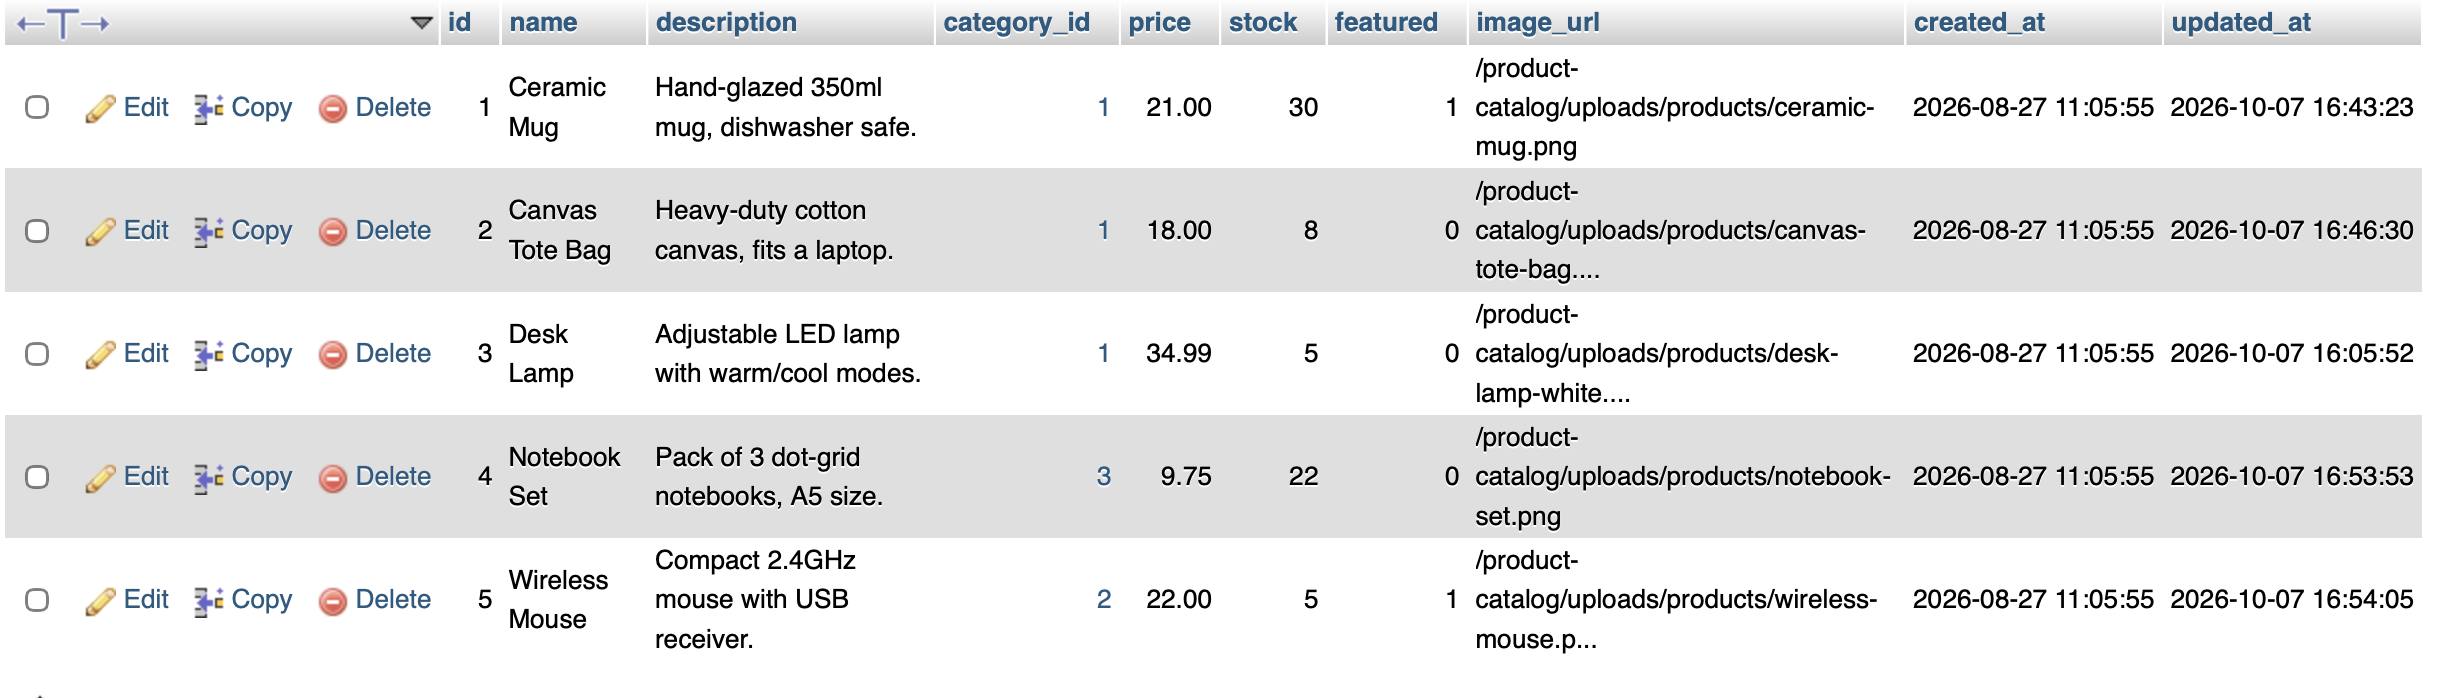 id name description category_id price stock featured image_url created_at updated_at
/product-
Ceramic Hand-glazed 350ml
Edit Copy Delete 1 1 21.00 30 1 catalog/uploads/products/ceramic- 2026-08-27 11:05:55 2026-10-07 16:43:23
Mug mug, dishwasher safe.
mug.png
/product-
Canvas Heavy-duty cotton
Edit Copy Delete 2 1 18.00 8 0 catalog/uploads/products/canvas- 2026-08-27 11:05:55 2026-10-07 16:46:30
Tote Bag canvas, fits a laptop.
tote-bag....
/product-
Desk Adjustable LED lamp
Edit Copy Delete 3 1 34.99 5 0 catalog/uploads/products/desk- 2026-08-27 11:05:55 2026-10-07 16:05:52
Lamp with warm/cool modes.
lamp-white....
/product-
Notebook Pack of 3 dot-grid
Edit Copy Delete 4 3 9.75 22 0 catalog/uploads/products/notebook- 2026-08-27 11:05:55 2026-10-07 16:53:53
Set notebooks, A5 size.
set.png
Compact 2.4GHz /product-
Wireless
Edit Copy Delete 5 mouse with USB 2 22.00 5 1 catalog/uploads/products/wireless- 2026-08-27 11:05:55 2026-10-07 16:54:05
Mouse
receiver. mouse.p...